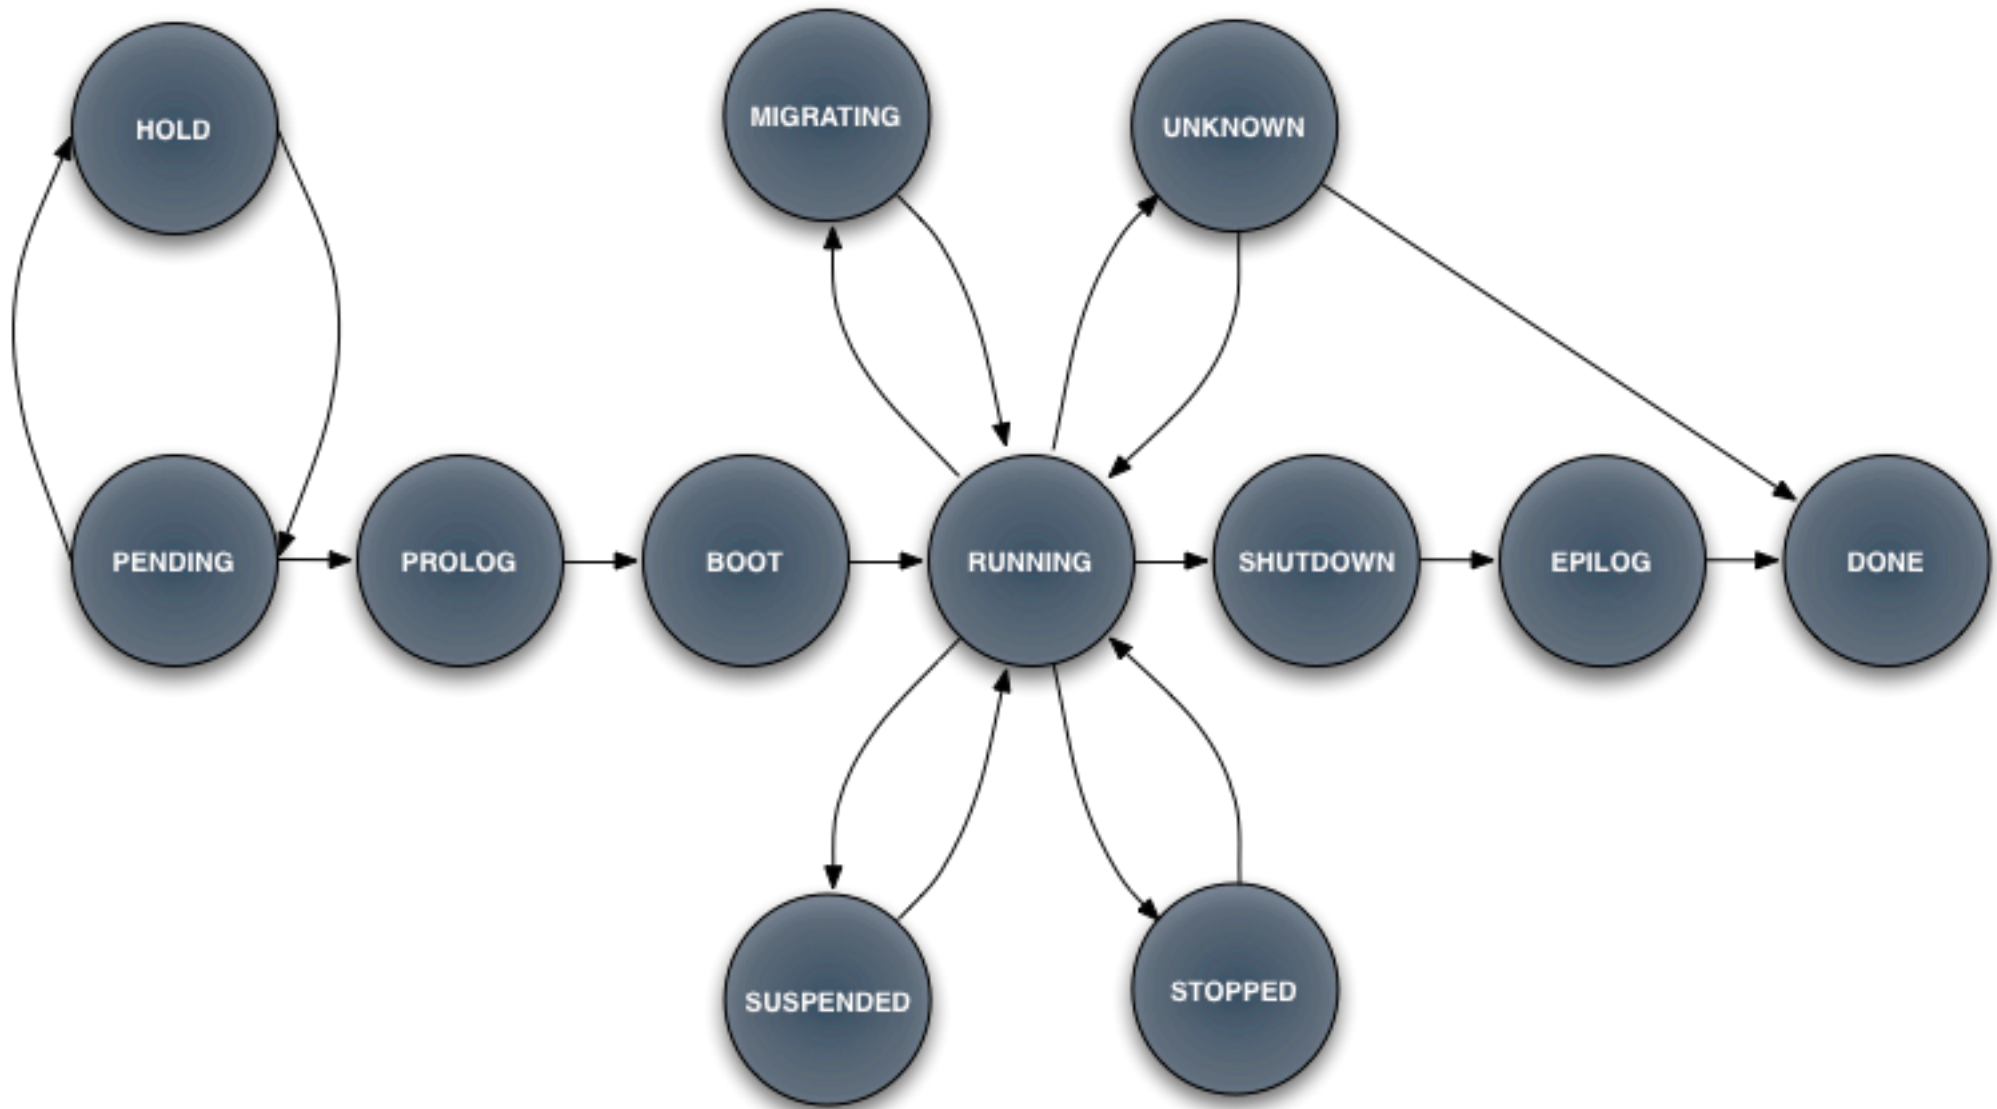 HOLD
MIGRATING
UNKNOWN
PENDING
PROLOG
BOOT
RUNNING
SHUTDOWN
EPILOG
DONE
SUSPENDED
STOPPED